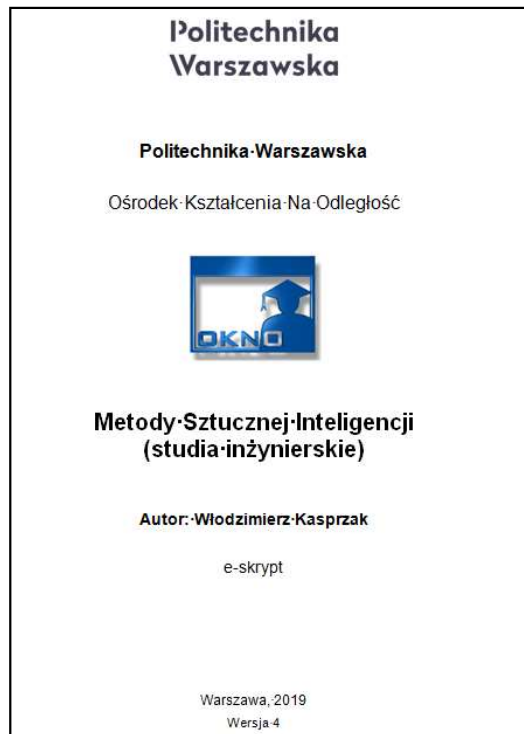 Politechnika
Warszawska
Politechnika·Warszawska
Ośrodek·Kształcenia·Na·Odległość
OKNO
Metody·Sztucznej·Inteligencji
(studia·inżynierskie)
Autor:·Włodzimierz·Kasprzak
e-skrypt
Warszawa,·2019
Wersja·4